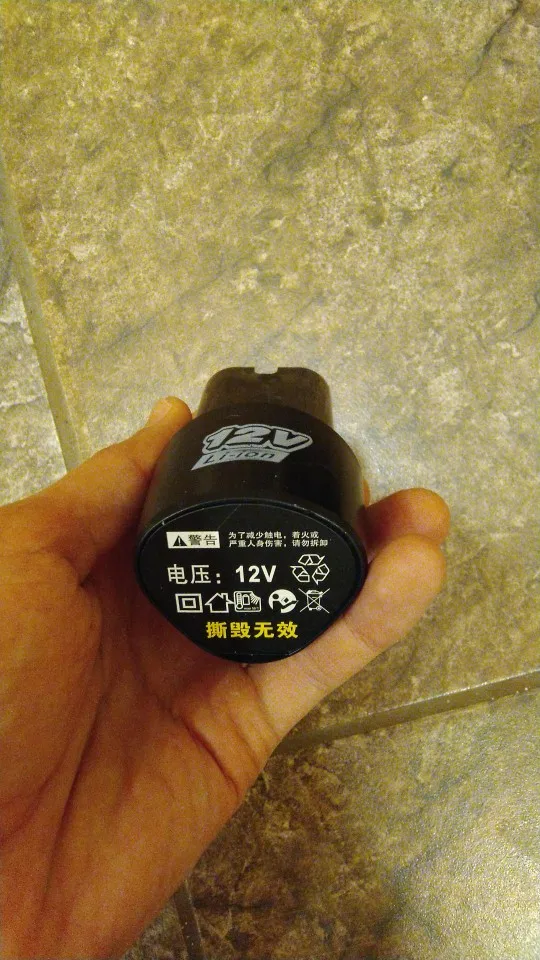 12V
Li-ion
警告
为了减少触电，着火或
严重人身伤害，请勿拆卸
电压：12V
撕毁无效